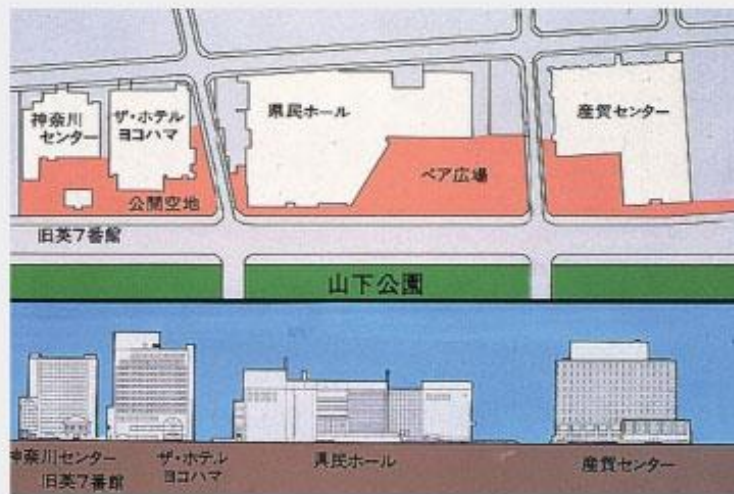 神奈川
センター
ザ・ホテル
ヨコハマ
県民ホール
産貿センター
ペア広場
公開空地
旧英7番館
山下公園
神奈川センター
旧英7番館
ザ・ホテル
ヨコハマ
県民ホール
産貿センター